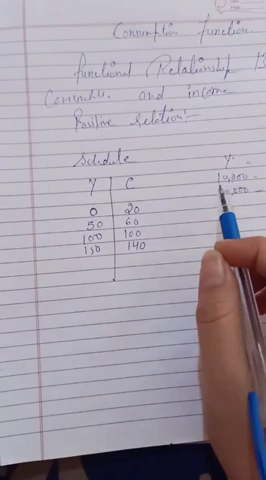 Consumption function
functional Relationship B
and income
Positive relation:-
Schedule
Y C
0 20
50 60
100 100
150 140
Y
10,000 -